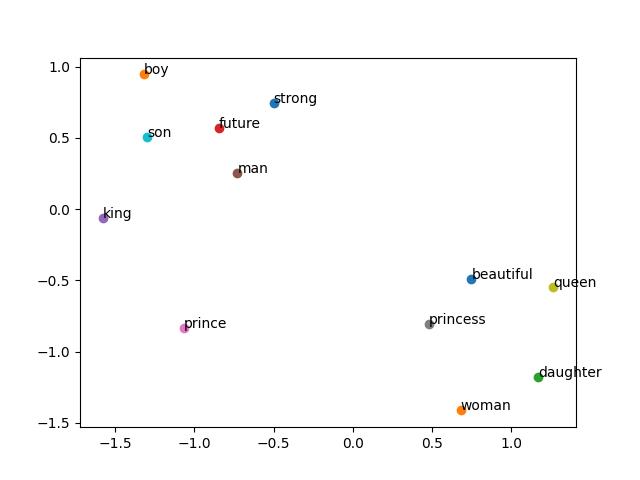 1.0
boy
strong
future
0.5
son
man
0.0
king
−0.5
beautiful
queen
princess
prince
−1.0
daughter
woman
−1.5
−1.5 −1.0 −0.5 0.0 0.5 1.0